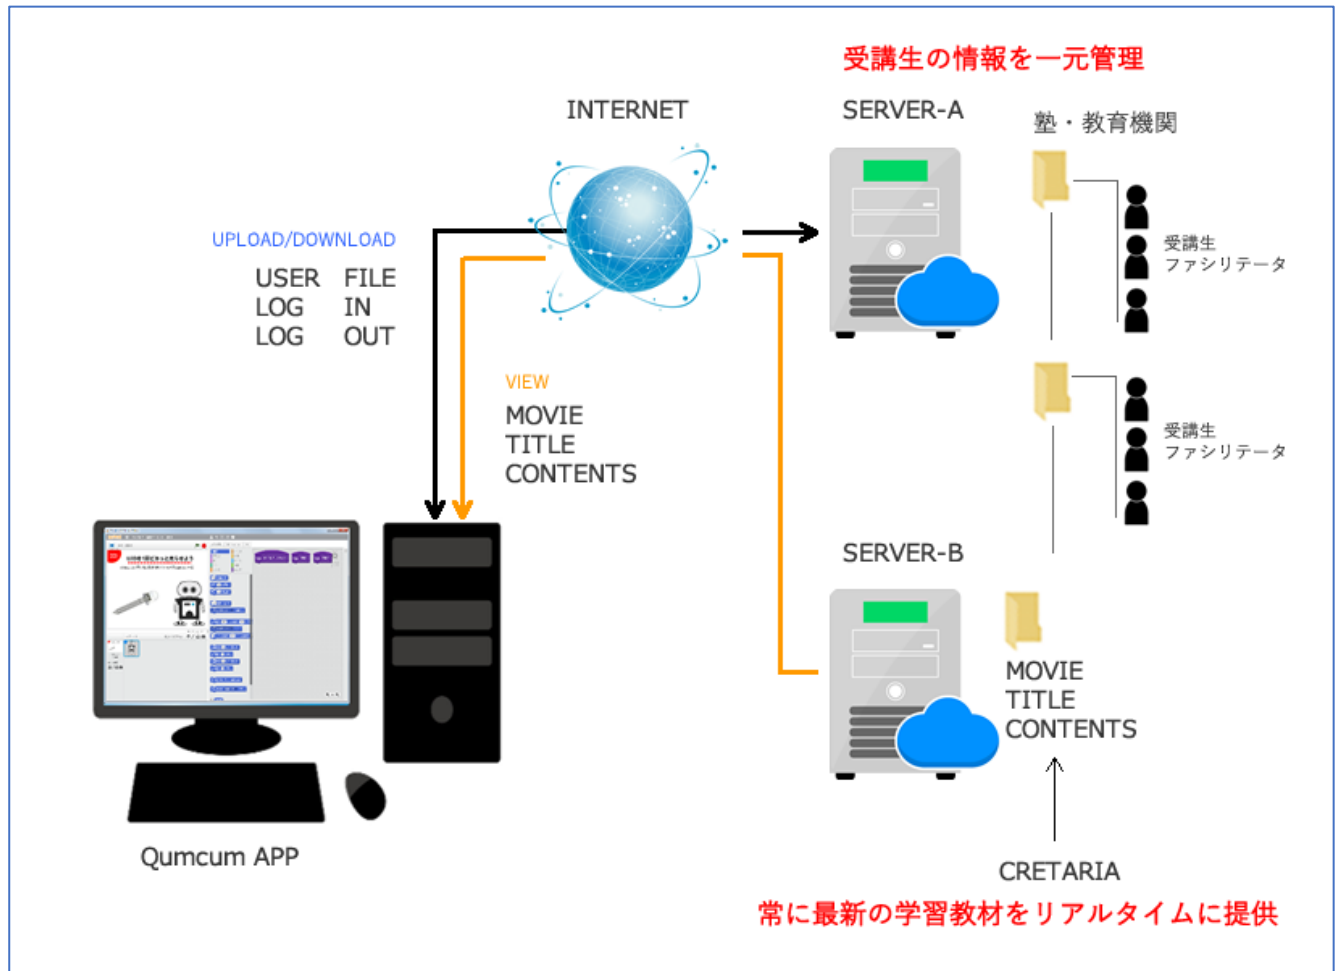 受講生の情報を一元管理
INTERNET
SERVER-A
塾・教育機関
UPLOAD/DOWNLOAD
USER FILE
LOG IN
LOG OUT
受講生
ファシリテータ
VIEW
MOVIE
TITLE
CONTENTS
受講生
ファシリテータ
SERVER-B
MOVIE
TITLE
CONTENTS
Qumcum APP
CRETARIA
常に最新の学習教材をリアルタイムに提供